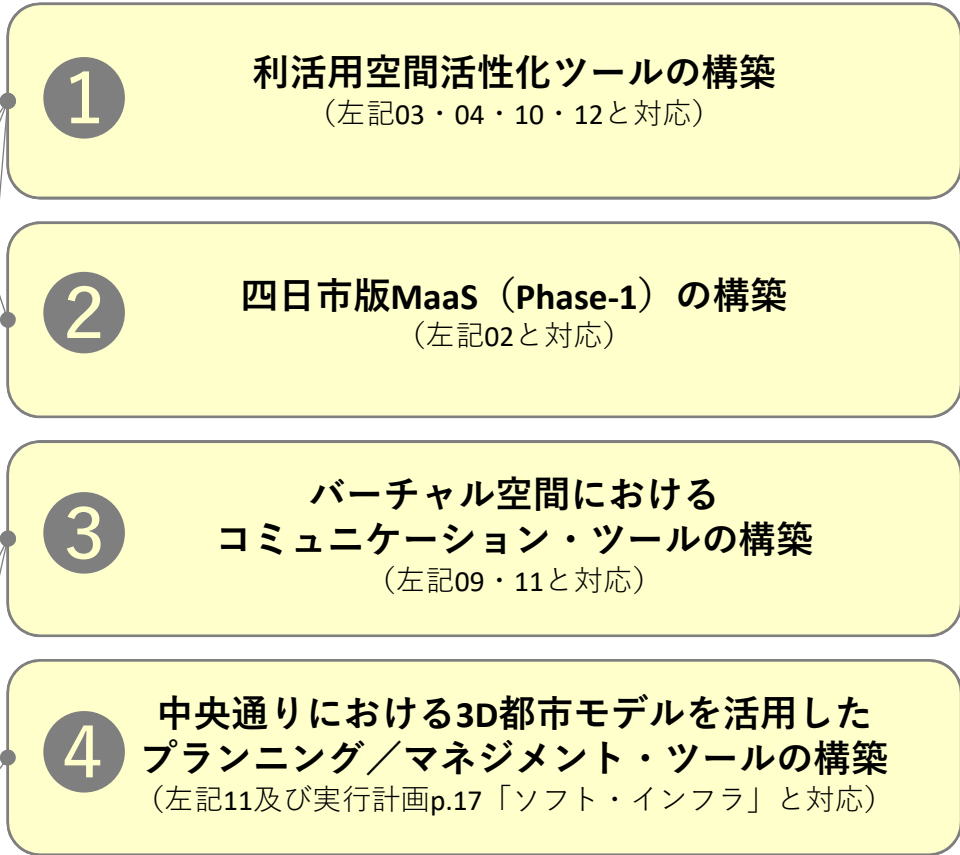 1
利活用空間活性化ツールの構築
（左記03・04・10・12と対応）
2
四日市版MaaS（Phase-1）の構築
（左記02と対応）
3
バーチャル空間における
コミュニケーション・ツールの構築
（左記09・11と対応）
4
中央通りにおける3D都市モデルを活用した
プランニング／マネジメント・ツールの構築
（左記11及び実行計画p.17「ソフト・インフラ」と対応）